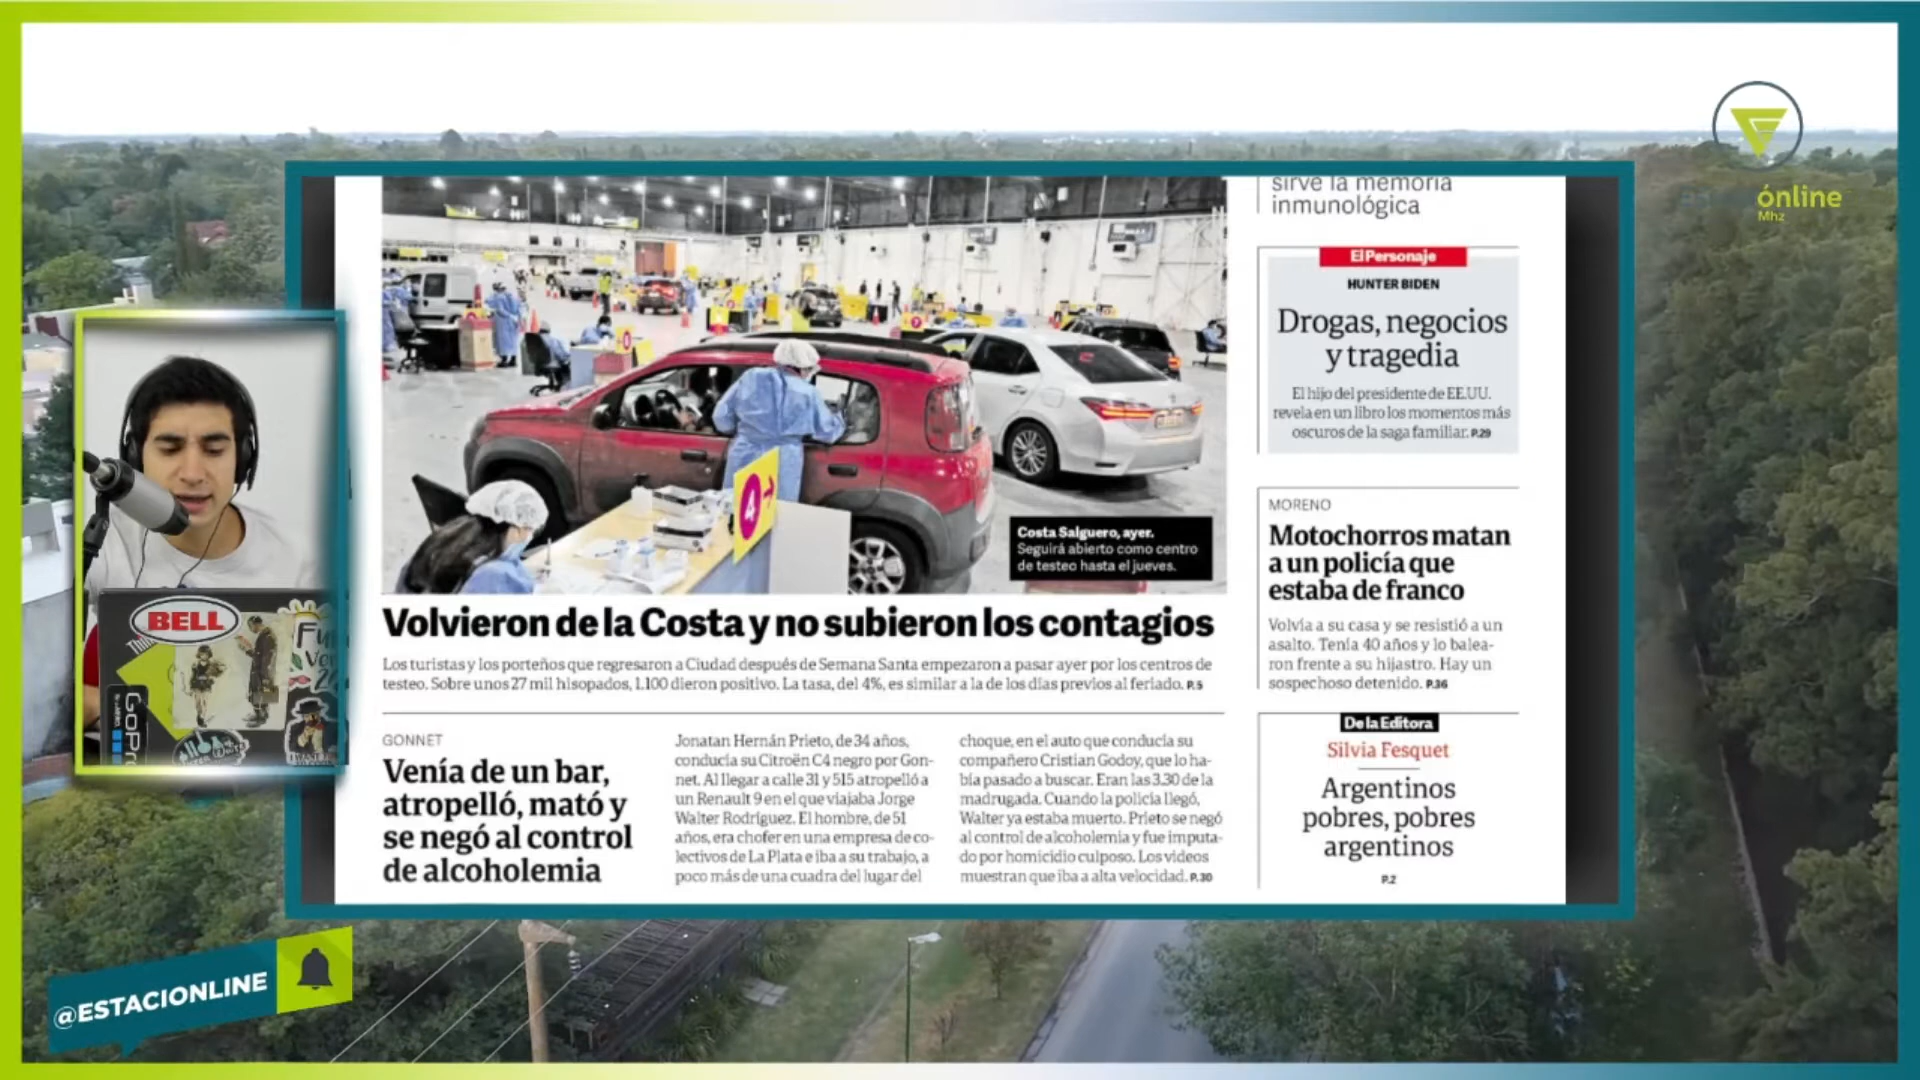 ónline
Mhz
sirve la memoria
inmunológica
El Personaje
HUNTER BIDEN
Drogas, negocios
y tragedia
El hijo del presidente de EE.UU.
revela en un libro los momentos más
oscuros de la saga familiar. P.29
4
Costa Salguero, ayer.
Seguirá abierto como centro
de testeo hasta el jueves.
Volvieron de la Costa y no subieron los contagios
Los turistas y los porteños que regresaron a Ciudad después de Semana Santa empezaron a pasar ayer por los centros de
testeo. Sobre unos 27 mil hisopados, 1.100 dieron positivo. La tasa, del 4%, es similar a la de los días previos al feriado. P.5
MORENO
Motochorros matan
a un policía que
estaba de franco
Volvía a su casa y se resistió a un
asalto. Tenía 40 años y lo balea-
ron frente a su hijastro. Hay un
sospechoso detenido. P.36
GONNET
Venía de un bar,
atropelló, mató y
se negó al control
de alcoholemia
Jonatan Hernán Prieto, de 34 años,
conducía su Citroën C4 negro por Gon-
net. Al llegar a calle 31 y 515 atropelló a
un Renault 9 en el que viajaba Jorge
Walter Rodríguez. El hombre, de 51
años, era chofer en una empresa de co-
lectivos de La Plata e iba a su trabajo, a
poco más de una cuadra del lugar del
choque, en el auto que conducía su
compañero Cristian Godoy, que lo ha-
bía pasado a buscar. Eran las 3.30 de la
madrugada. Cuando la policía llegó,
Walter ya estaba muerto. Prieto se negó
al control de alcoholemia y fue imputa-
do por homicidio culposo. Los videos
muestran que iba a alta velocidad. P.30
De la Editora
Silvia Fesquet
Argentinos
pobres, pobres
argentinos
P.2
BELL
GoPro
@ESTACIONLINE